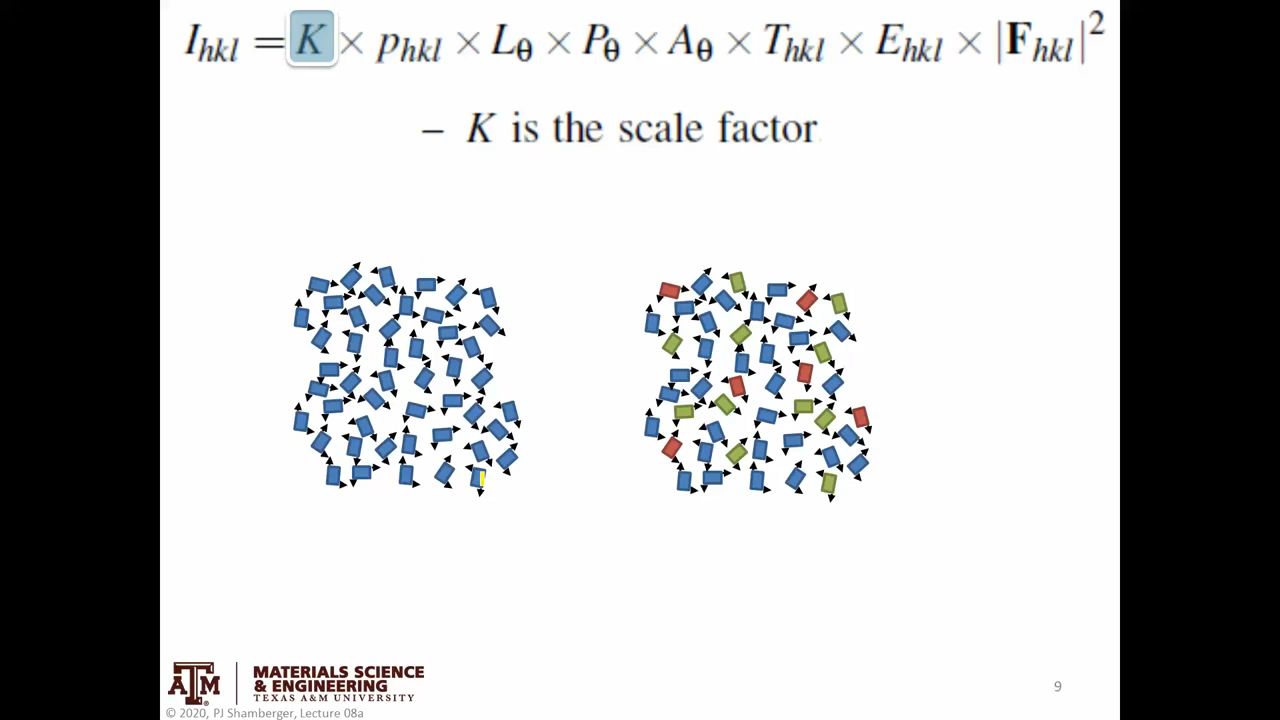 I_hkl = K × p_hkl × L_θ × P_θ × A_θ × T_hkl × E_hkl × |F_hkl|²
– K is the scale factor
ATM
MATERIALS SCIENCE
& ENGINEERING
TEXAS A&M UNIVERSITY
© 2020, PJ Shamberger, Lecture 08a
9